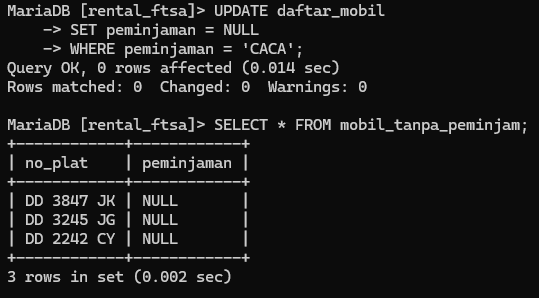 MariaDB [rental_ftsa]> UPDATE daftar_mobil
    -> SET peminjaman = NULL
    -> WHERE peminjaman = 'CACA';
Query OK, 0 rows affected (0.014 sec)
Rows matched: 0  Changed: 0  Warnings: 0

MariaDB [rental_ftsa]> SELECT * FROM mobil_tanpa_peminjam;
+------------+------------+
| no_plat    | peminjaman |
+------------+------------+
| DD 3847 JK | NULL       |
| DD 3245 JG | NULL       |
| DD 2242 CY | NULL       |
+------------+------------+
3 rows in set (0.002 sec)